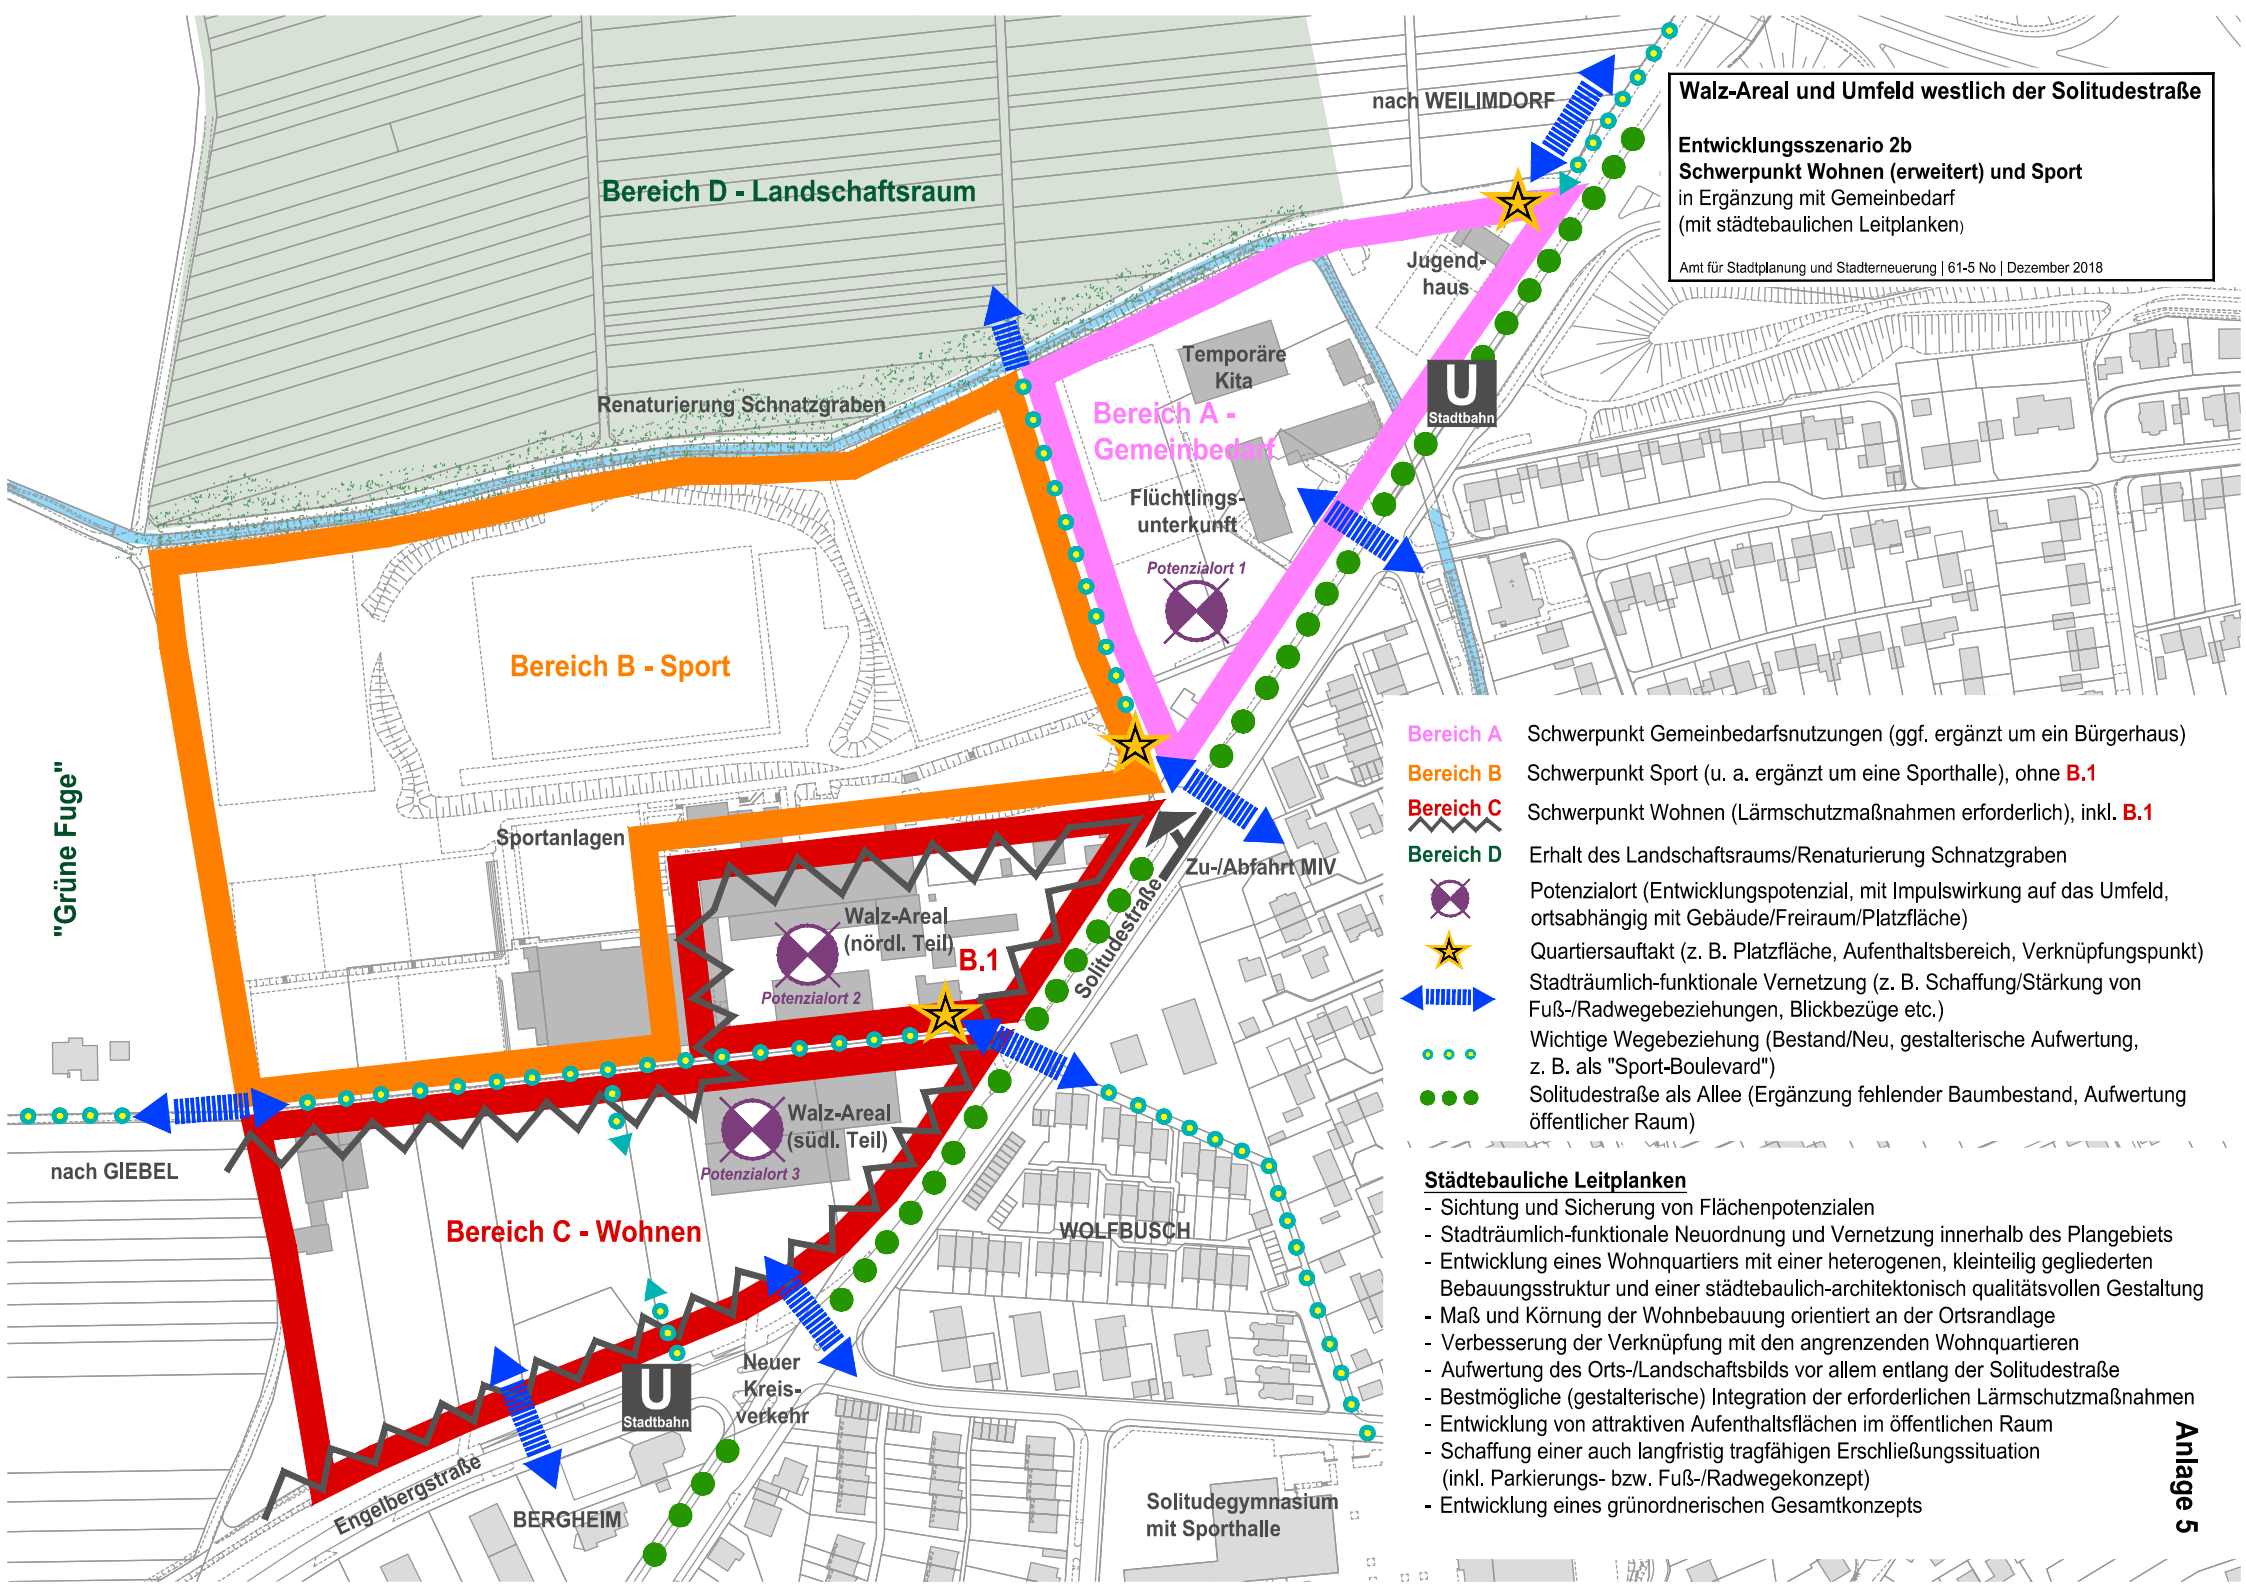 Walz-Areal und Umfeld westlich der Solitudestraße
Entwicklungsszenario 2b
Schwerpunkt Wohnen (erweitert) und Sport
in Ergänzung mit Gemeinbedarf
(mit städtebaulichen Leitplanken)
Amt für Stadtplanung und Stadterneuerung | 61-5 No | Dezember 2018
nach WEILIMDORF
Bereich D - Landschaftsraum
Jugend-
haus
Temporäre
Kita
U
Stadtbahn
Renaturierung Schnatzgraben
Bereich A -
Gemeinbedarf
Flüchtlings-
unterkunft
Potenzialort 1
Bereich B - Sport
"Grüne Fuge"
Sportanlagen
Zu-/Abfahrt MIV
Solitudestraße
Walz-Areal
(nördl. Teil)
B.1
Potenzialort 2
Walz-Areal
(südl. Teil)
Potenzialort 3
nach GIEBEL
Bereich C - Wohnen
WOLFBUSCH
U
Stadtbahn
Neuer
Kreis-
verkehr
Engelbergstraße
BERGHEIM
Solitudegymnasium
mit Sporthalle
Bereich A Schwerpunkt Gemeinbedarfsnutzungen (ggf. ergänzt um ein Bürgerhaus)
Bereich B Schwerpunkt Sport (u. a. ergänzt um eine Sporthalle), ohne B.1
Bereich C Schwerpunkt Wohnen (Lärmschutzmaßnahmen erforderlich), inkl. B.1
Bereich D Erhalt des Landschaftsraums/Renaturierung Schnatzgraben
Potenzialort (Entwicklungspotenzial, mit Impulswirkung auf das Umfeld,
ortsabhängig mit Gebäude/Freiraum/Platzfläche)
Quartiersauftakt (z. B. Platzfläche, Aufenthaltsbereich, Verknüpfungspunkt)
Stadträumlich-funktionale Vernetzung (z. B. Schaffung/Stärkung von
Fuß-/Radwegebeziehungen, Blickbezüge etc.)
Wichtige Wegebeziehung (Bestand/Neu, gestalterische Aufwertung,
z. B. als "Sport-Boulevard")
Solitudestraße als Allee (Ergänzung fehlender Baumbestand, Aufwertung
öffentlicher Raum)
Städtebauliche Leitplanken
- Sichtung und Sicherung von Flächenpotenzialen
- Stadträumlich-funktionale Neuordnung und Vernetzung innerhalb des Plangebiets
- Entwicklung eines Wohnquartiers mit einer heterogenen, kleinteilig gegliederten
Bebauungsstruktur und einer städtebaulich-architektonisch qualitätsvollen Gestaltung
- Maß und Körnung der Wohnbebauung orientiert an der Ortsrandlage
- Verbesserung der Verknüpfung mit den angrenzenden Wohnquartieren
- Aufwertung des Orts-/Landschaftsbilds vor allem entlang der Solitudestraße
- Bestmögliche (gestalterische) Integration der erforderlichen Lärmschutzmaßnahmen
- Entwicklung von attraktiven Aufenthaltsflächen im öffentlichen Raum
- Schaffung einer auch langfristig tragfähigen Erschließungssituation
(inkl. Parkierungs- bzw. Fuß-/Radwegekonzept)
- Entwicklung eines grünordnerischen Gesamtkonzepts
Anlage 5